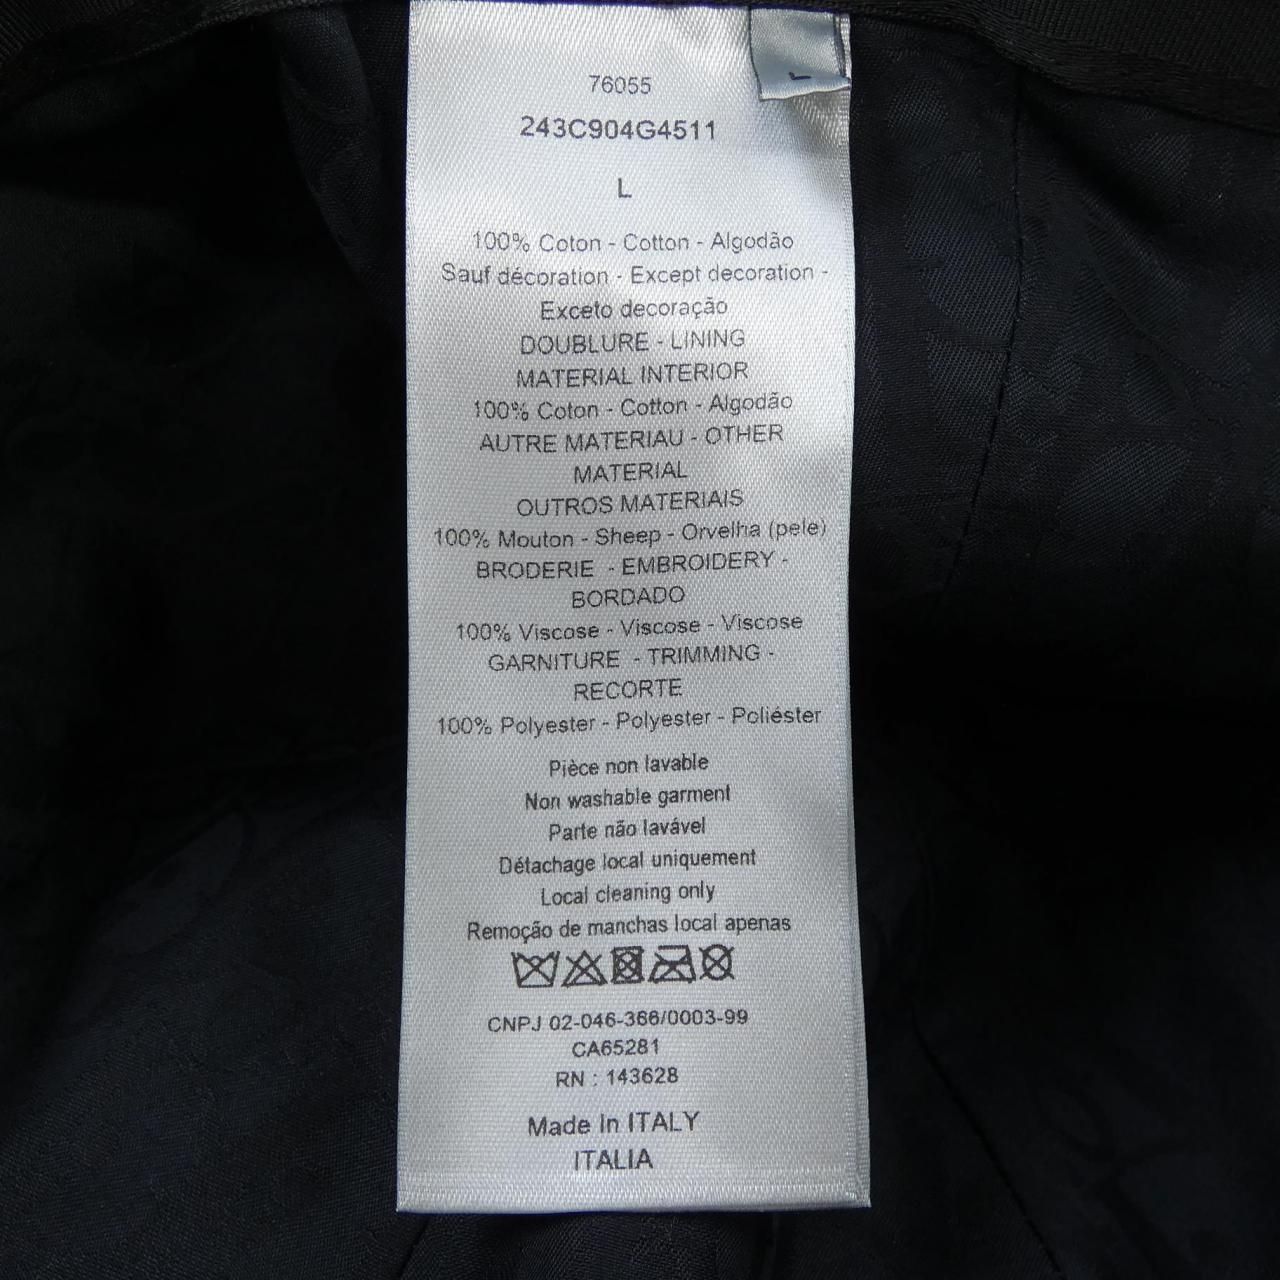 L
76055
243C904G4511
L
100% Coton - Cotton - Algodão
Sauf décoration - Except decoration -
Exceto decoração
DOUBLURE - LINING
MATERIAL INTERIOR
100% Coton - Cotton - Algodão
AUTRE MATERIAU - OTHER
MATERIAL
OUTROS MATERIAIS
100% Mouton - Sheep - Orvelha (pele)
BRODERIE - EMBROIDERY -
BORDADO
100% Viscose - Viscose - Viscose
GARNITURE - TRIMMING -
RECORTE
100% Polyester - Polyester - Poliéster
Pièce non lavable
Non washable garment
Parte não lavável
Détachage local uniquement
Local cleaning only
Remoção de manchas local apenas
CNPJ 02-046-366/0003-99
CA65281
RN : 143628
Made in ITALY
ITALIA